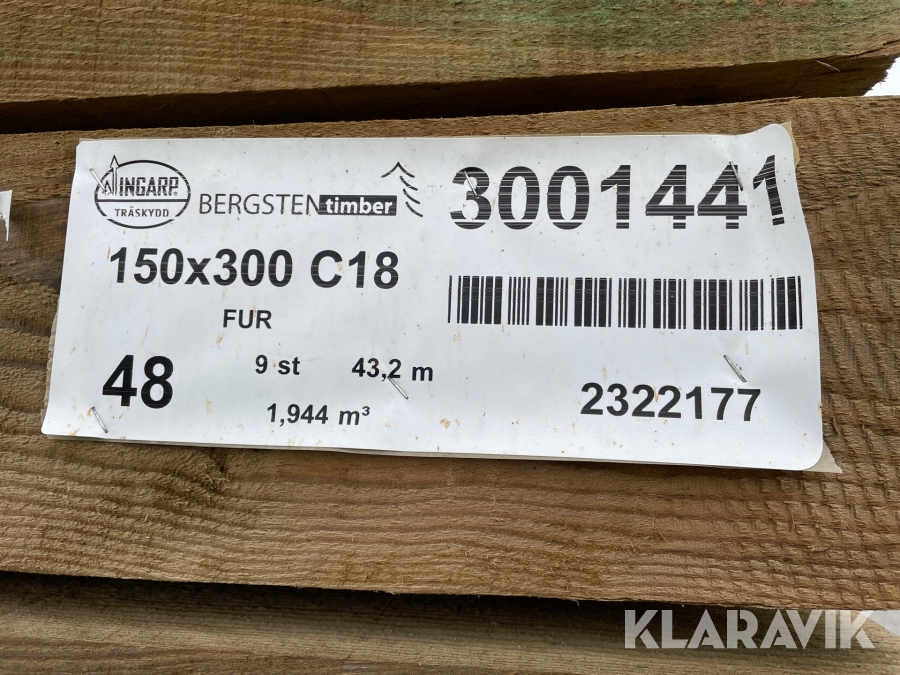 WINGARP
TRÄSKYDD
BERGSTEN timber
3001441
150x300 C18
FUR
48
9 st 43,2 m
1,944 m³
2322177
KLARAVIK